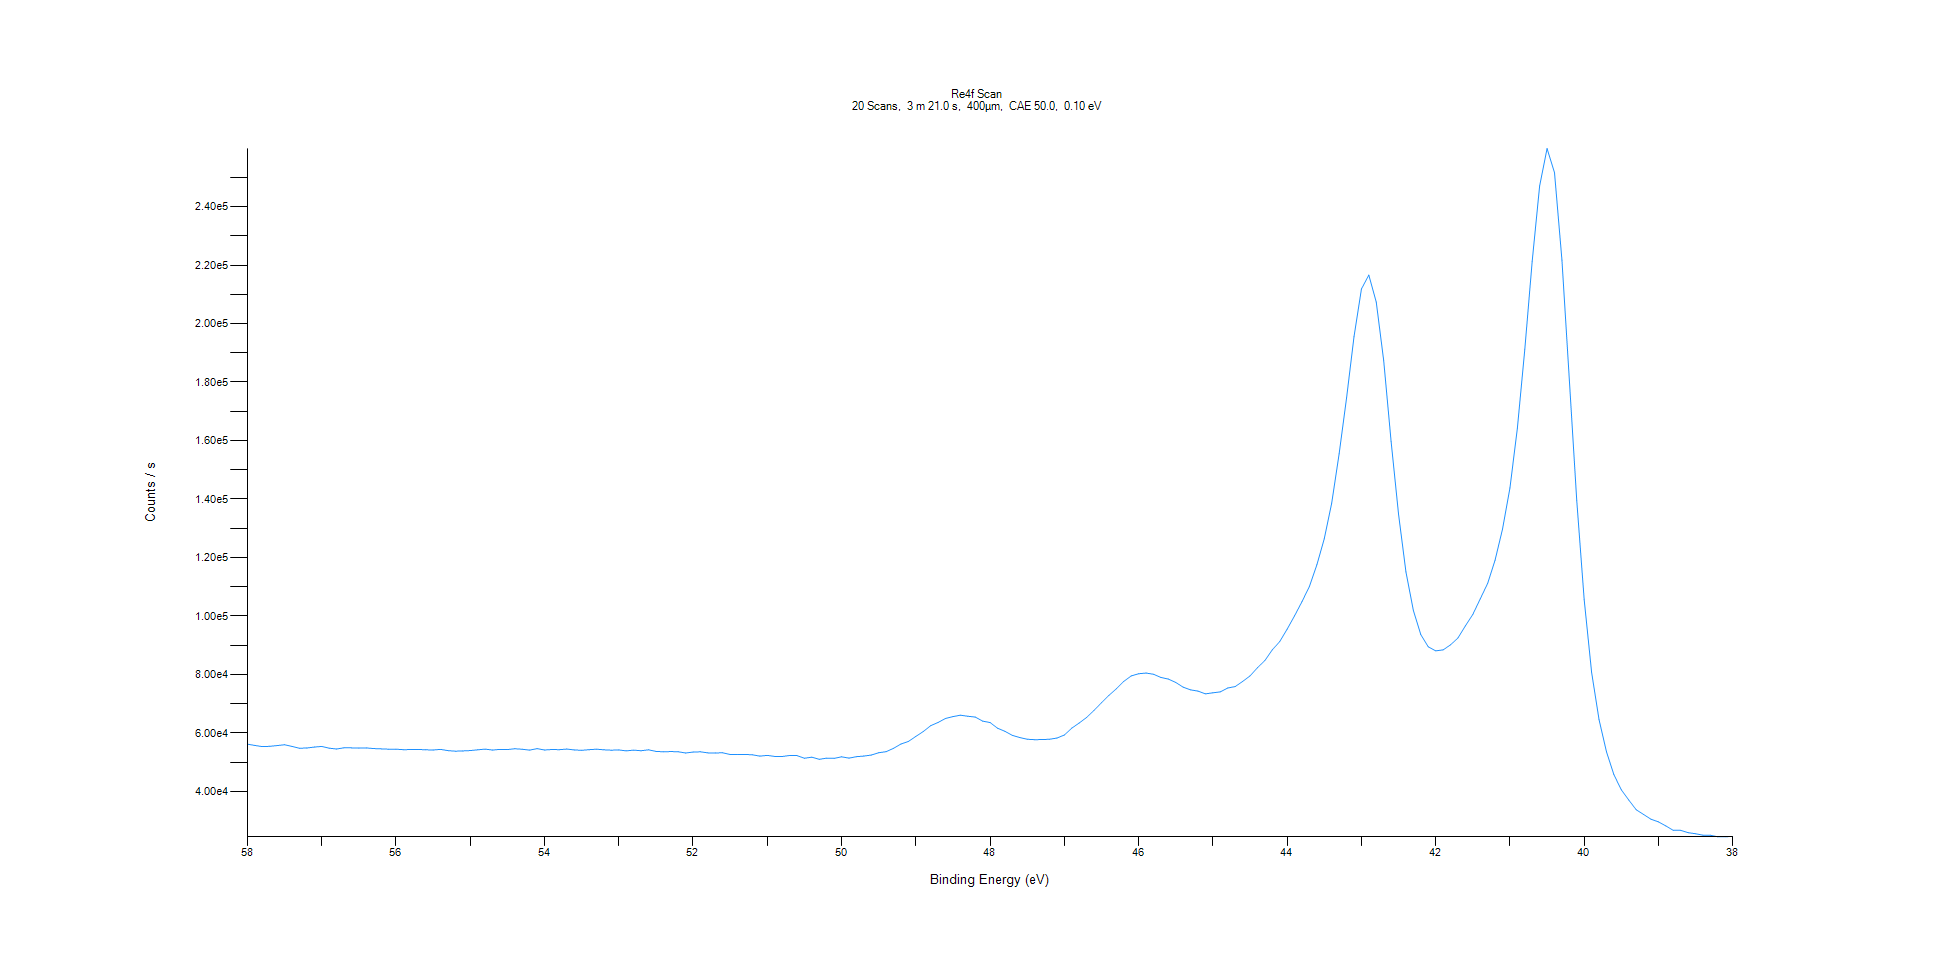 Re4f Scan
20 Scans, 3 m 21.0 s, 400µm, CAE 50.0, 0.10 eV
2.40e5
2.20e5
2.00e5
1.80e5
1.60e5
1.40e5
1.20e5
1.00e5
8.00e4
6.00e4
4.00e4
Counts / s
58 56 54 52 50 48 46 44 42 40 38
Binding Energy (eV)